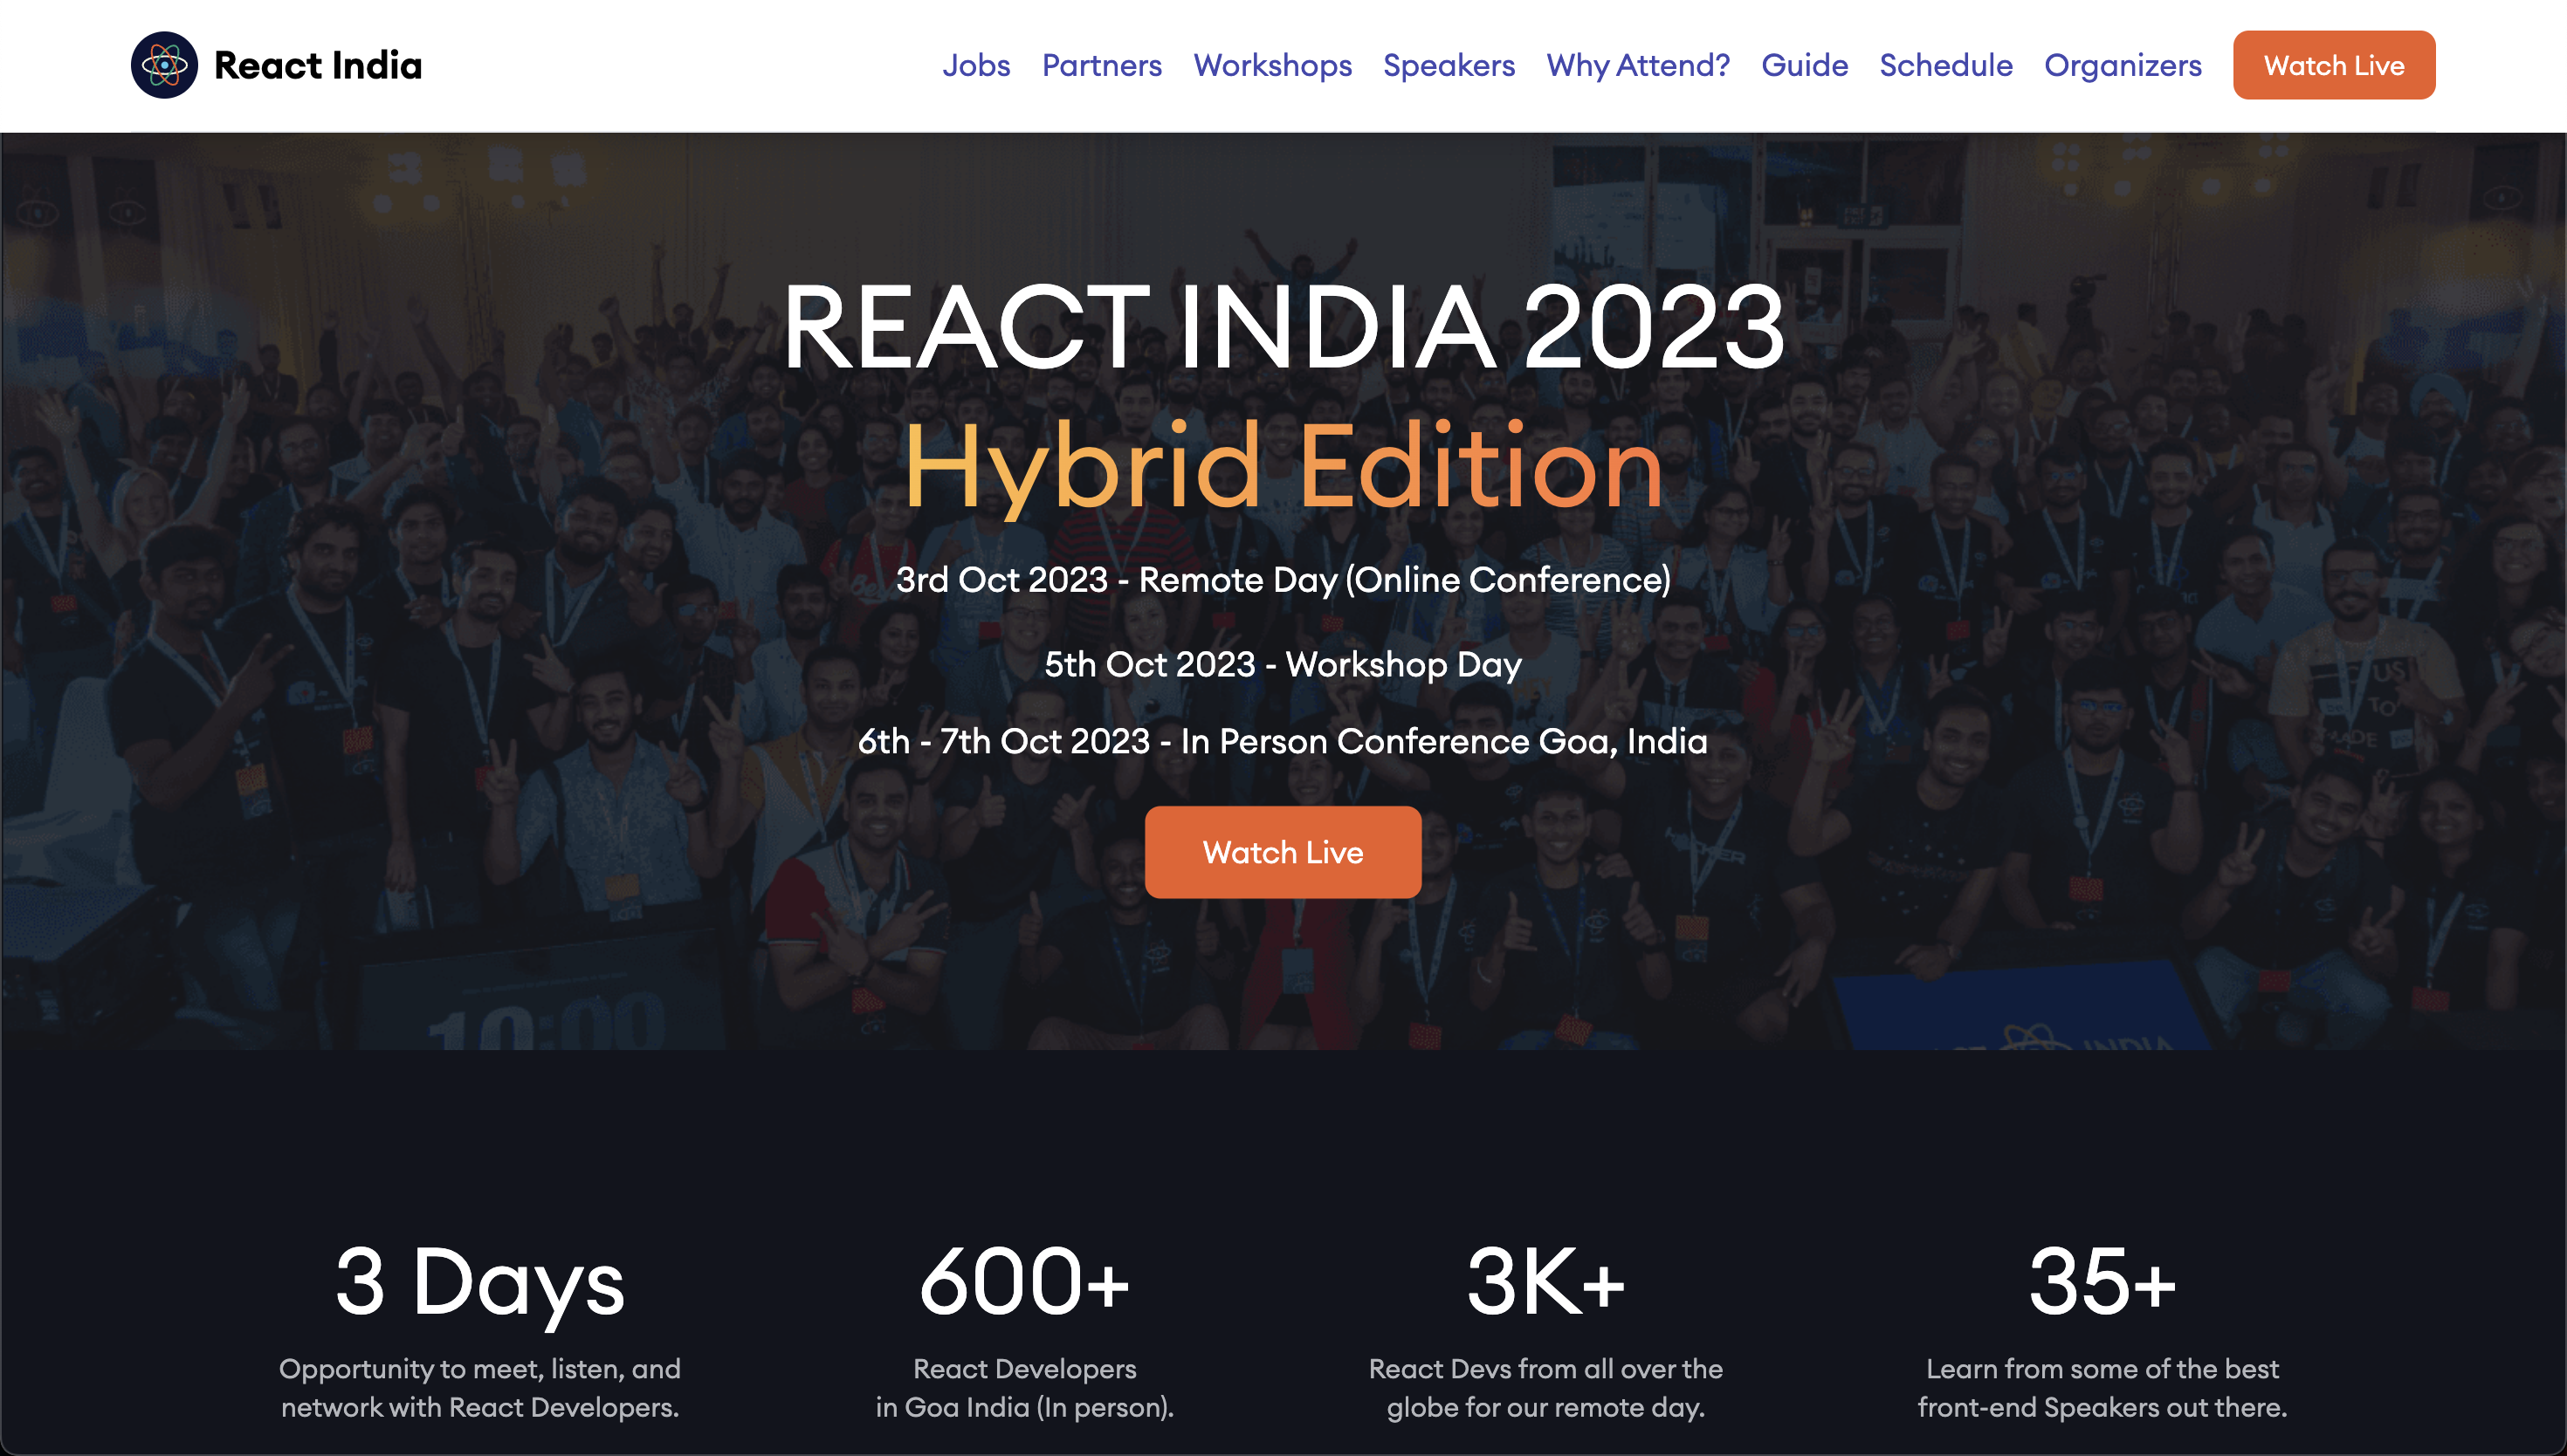 React India
Jobs Partners Workshops Speakers Why Attend? Guide Schedule Organizers Watch Live
REACT INDIA 2023
Hybrid Edition
3rd Oct 2023 - Remote Day (Online Conference)
5th Oct 2023 - Workshop Day
6th - 7th Oct 2023 - In Person Conference Goa, India
Watch Live
10:00
INDIA
3 Days
Opportunity to meet, listen, and
network with React Developers.
600+
React Developers
in Goa India (In person).
3K+
React Devs from all over the
globe for our remote day.
35+
Learn from some of the best
front-end Speakers out there.